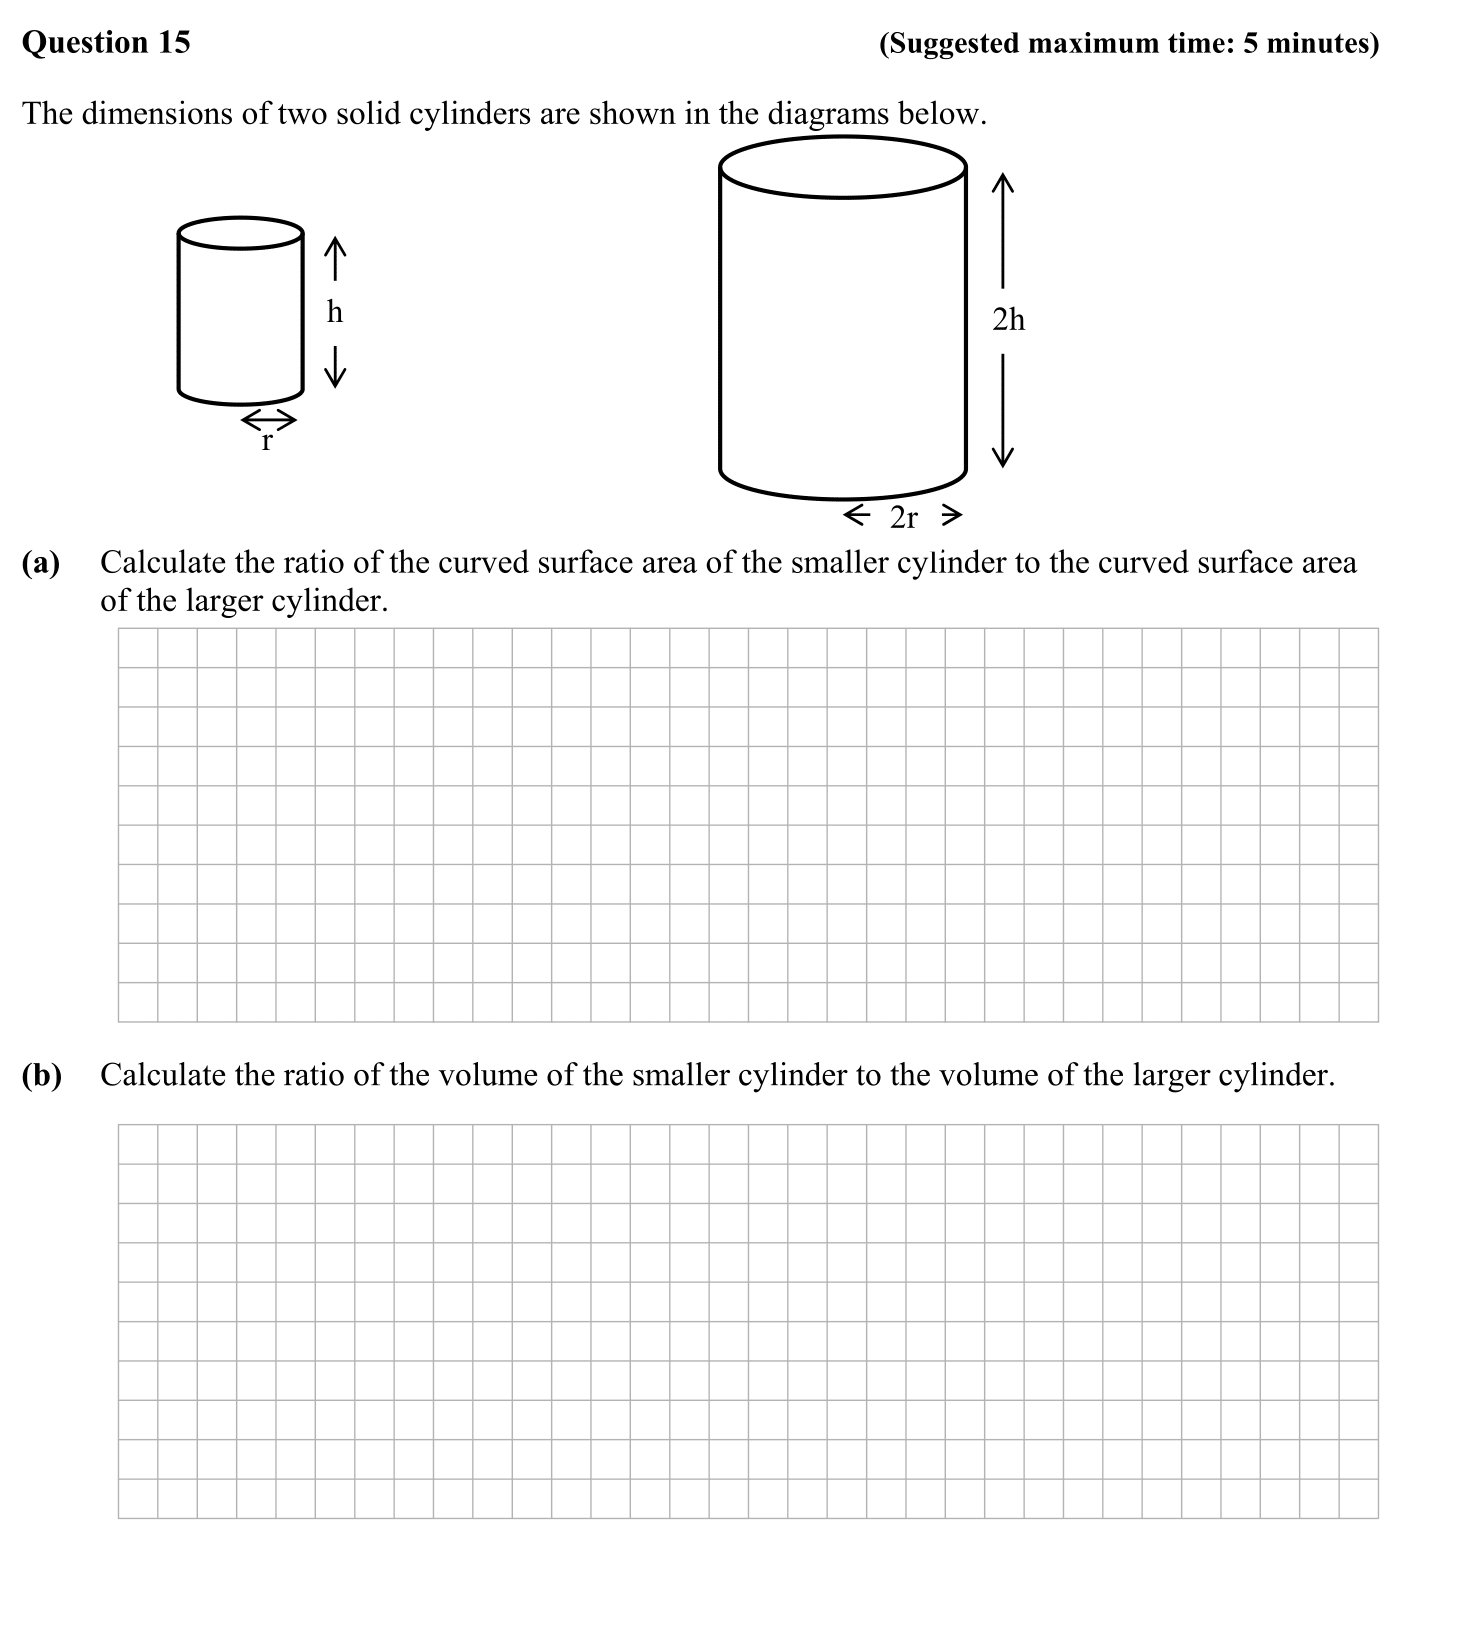 Question 15 (Suggested maximum time: 5 minutes)
The dimensions of two solid cylinders are shown in the diagrams below.
h
r
2h
2r
(a) Calculate the ratio of the curved surface area of the smaller cylinder to the curved surface area
of the larger cylinder.
(b) Calculate the ratio of the volume of the smaller cylinder to the volume of the larger cylinder.